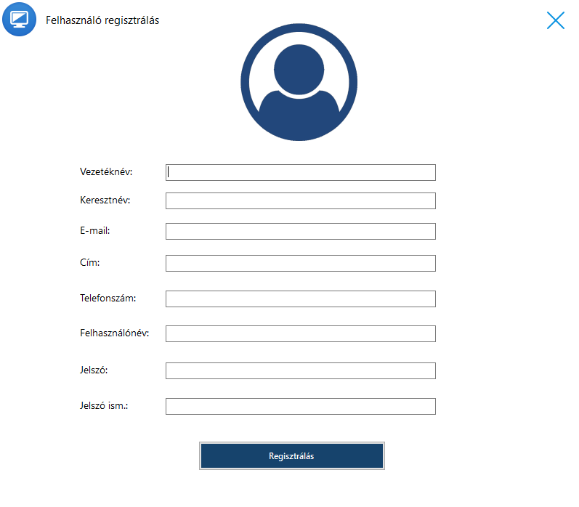 Felhasználó regisztrálás
Vezetéknév:
Keresztnév:
E-mail:
Cím:
Telefonszám:
Felhasználónév:
Jelszó:
Jelszó ism.:
Regisztrálás